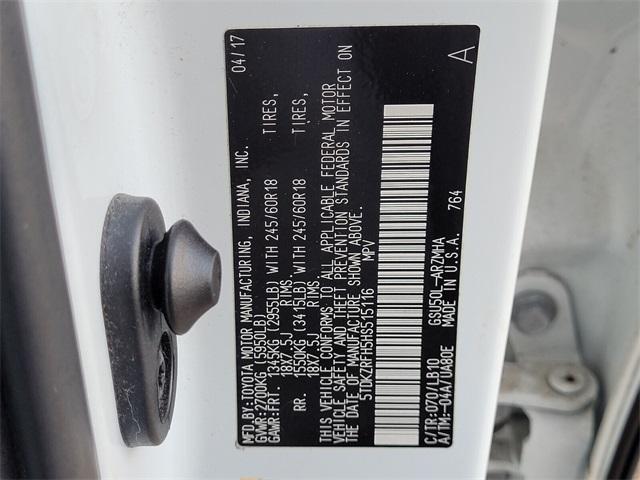 04/17
MFD. BY: TOYOTA MOTOR MANUFACTURING, INDIANA, INC.
GVWR: 2700KG (5950LB)
GAWR: FRT. 1345KG (2955LB) WITH 245/60R18 TIRES,
18X7.5J RIMS.
RR. 1550KG (3415LB) WITH 245/60R18 TIRES,
18X7.5J RIMS.
THIS VEHICLE CONFORMS TO ALL APPLICABLE FEDERAL MOTOR
VEHICLE SAFETY AND THEFT PREVENTION STANDARDS IN EFFECT ON
THE DATE OF MANUFACTURE SHOWN ABOVE.
5TDKZRFH5HS515116 MPV
A
C/TR: 070/LB10 GSU50L-ARZMHA
A/TM: -04A/UA80E MADE IN U.S.A. 764